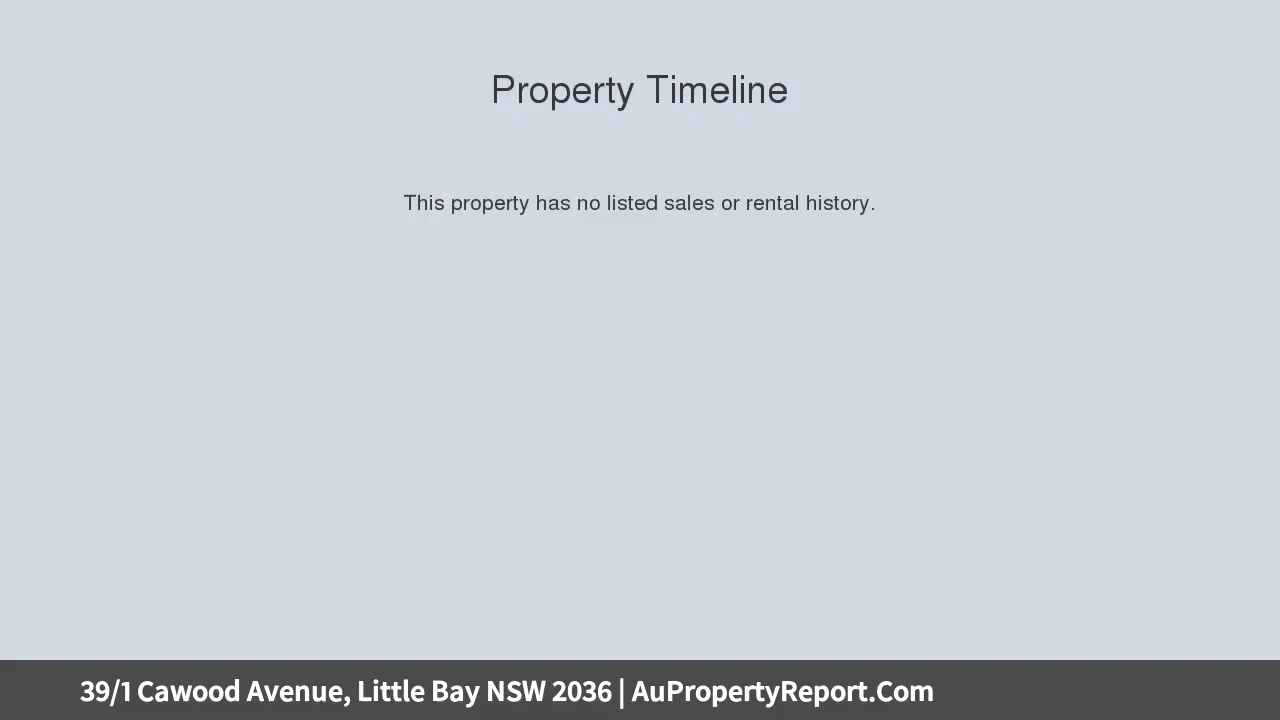 Property Timeline
This property has no listed sales or rental history.
39/1 Cawood Avenue, Little Bay NSW 2036 | AuPropertyReport.Com